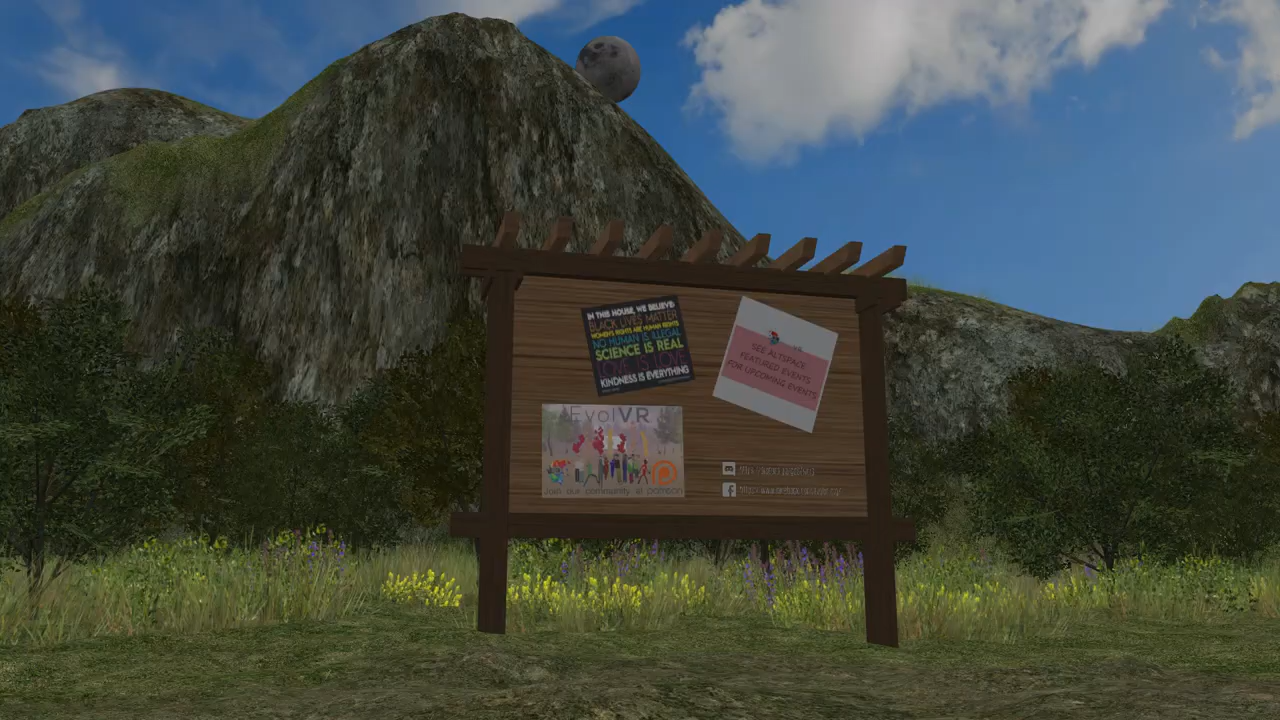 IN THIS HOUSE, WE BELIEVE:
BLACK LIVES MATTER
WOMEN'S RIGHTS ARE HUMAN RIGHTS
NO HUMAN IS ILLEGAL
SCIENCE IS REAL
LOVE IS LOVE
KINDNESS IS EVERYTHING
SEE ALTSPACE
FEATURED EVENTS
FOR UPCOMING EVENTS
EvolVR
Join our community at patreon